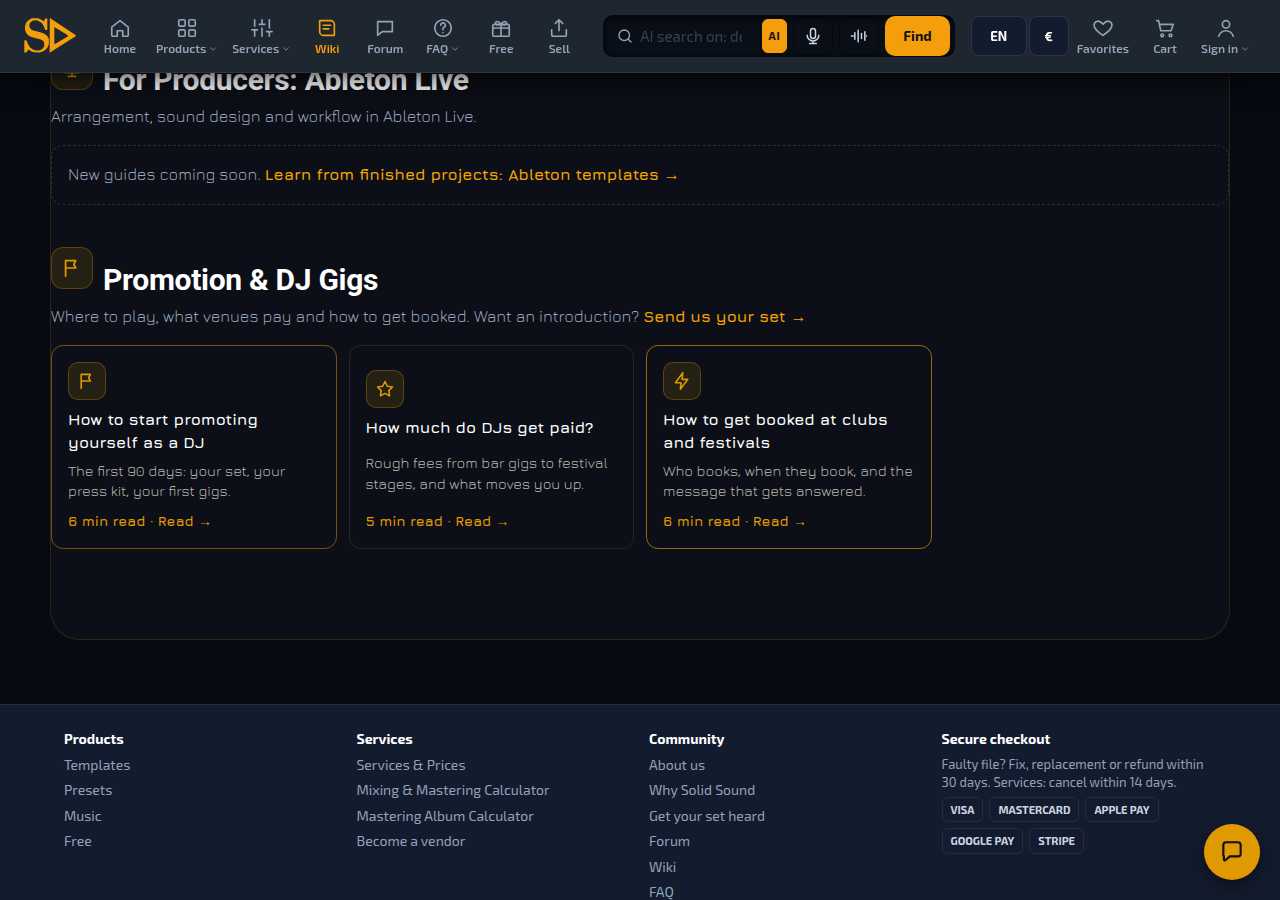 Home
Products
Services
Wiki
Forum
FAQ
Free
Sell
AI
Find
EN
€
Favorites
Cart
Sign in
For Producers: Ableton Live
Arrangement, sound design and workflow in Ableton Live.
New guides coming soon. Learn from finished projects: Ableton templates →
Promotion & DJ Gigs
Where to play, what venues pay and how to get booked. Want an introduction? Send us your set →
How to start promoting
yourself as a DJ
The first 90 days: your set, your
press kit, your first gigs.
6 min read · Read →
How much do DJs get paid?
Rough fees from bar gigs to festival
stages, and what moves you up.
5 min read · Read →
How to get booked at clubs
and festivals
Who books, when they book, and the
message that gets answered.
6 min read · Read →
Products
Templates
Presets
Music
Free
Services
Services & Prices
Mixing & Mastering Calculator
Mastering Album Calculator
Become a vendor
Community
About us
Why Solid Sound
Get your set heard
Forum
Wiki
FAQ
Secure checkout
Faulty file? Fix, replacement or refund within
30 days. Services: cancel within 14 days.
VISA
MASTERCARD
APPLE PAY
GOOGLE PAY
STRIPE